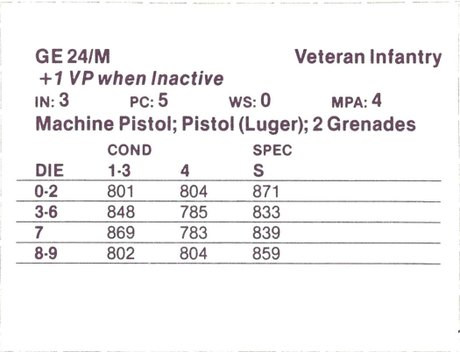 GE 24/M Veteran Infantry
+1 VP when Inactive
IN: 3 PC: 5 WS: 0 MPA: 4
Machine Pistol; Pistol (Luger); 2 Grenades
COND SPEC
DIE 1-3 4 S
0-2 801 804 871
3-6 848 785 833
7 869 783 839
8-9 802 804 859